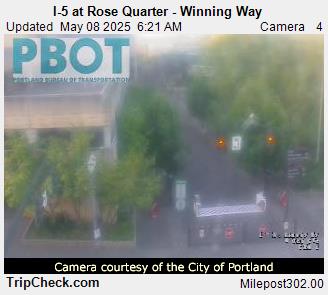 I-5 at Rose Quarter - Winning Way
Updated May 08 2025 6:21 AM Camera 4
PBOT
PORTLAND BUREAU OF TRANSPORTATION
Camera courtesy of the City of Portland
TripCheck.com Milepost302.00